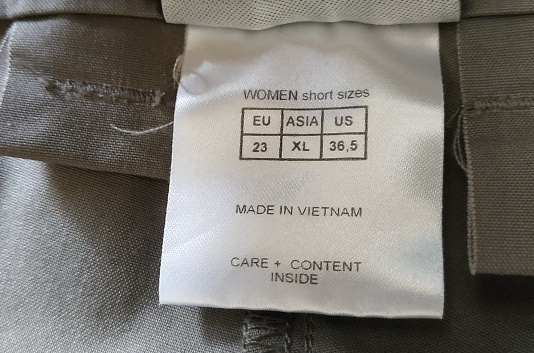 WOMEN short sizes
EU ASIA US
23 XL 36,5
MADE IN VIETNAM
CARE + CONTENT
INSIDE